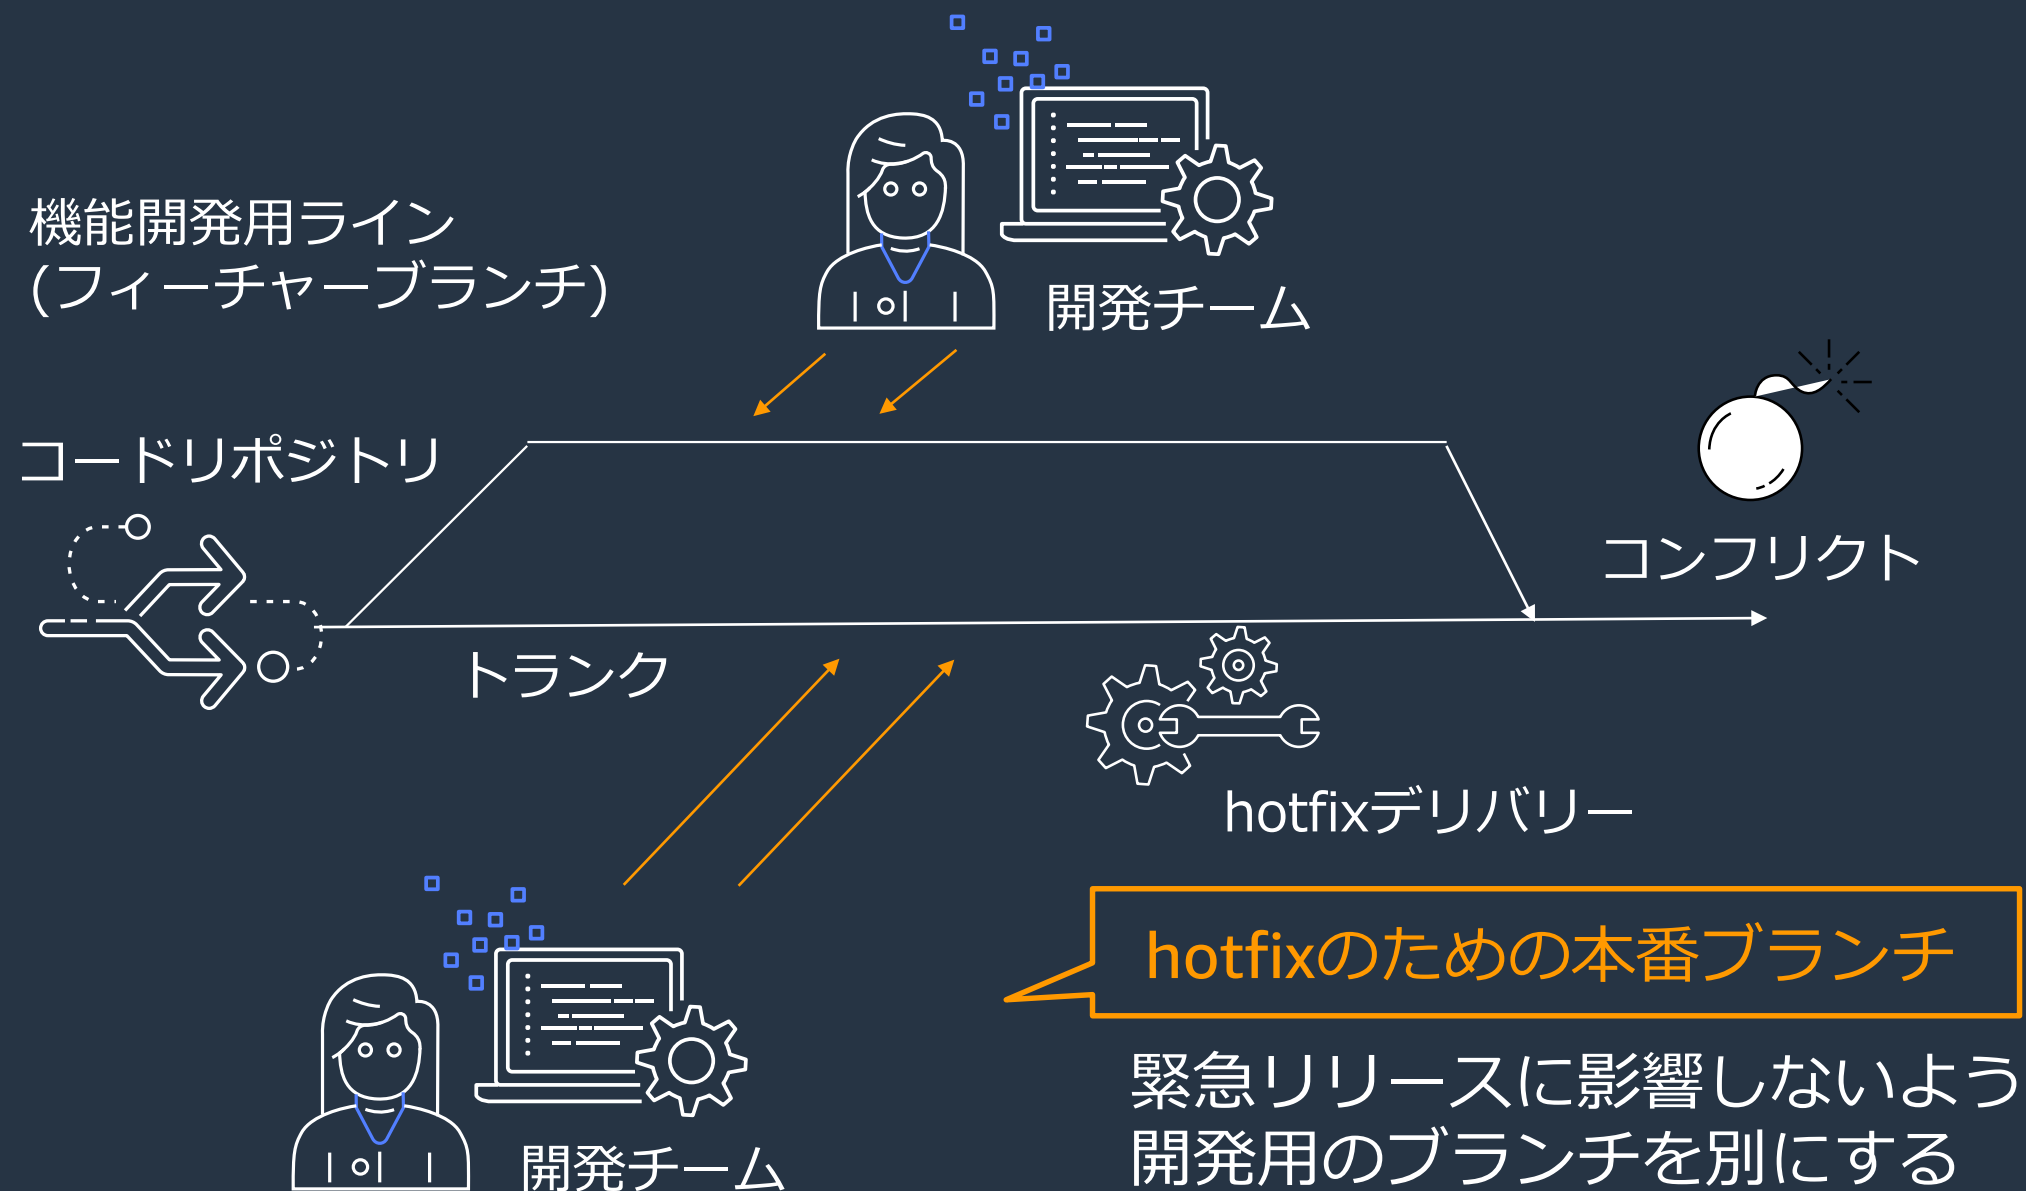 機能開発用ライン
(フィーチャーブランチ)
開発チーム
コードリポジトリ
コンフリクト
トランク
hotfixデリバリー
hotfixのための本番ブランチ
緊急リリースに影響しないよう
開発用のブランチを別にする
開発チーム